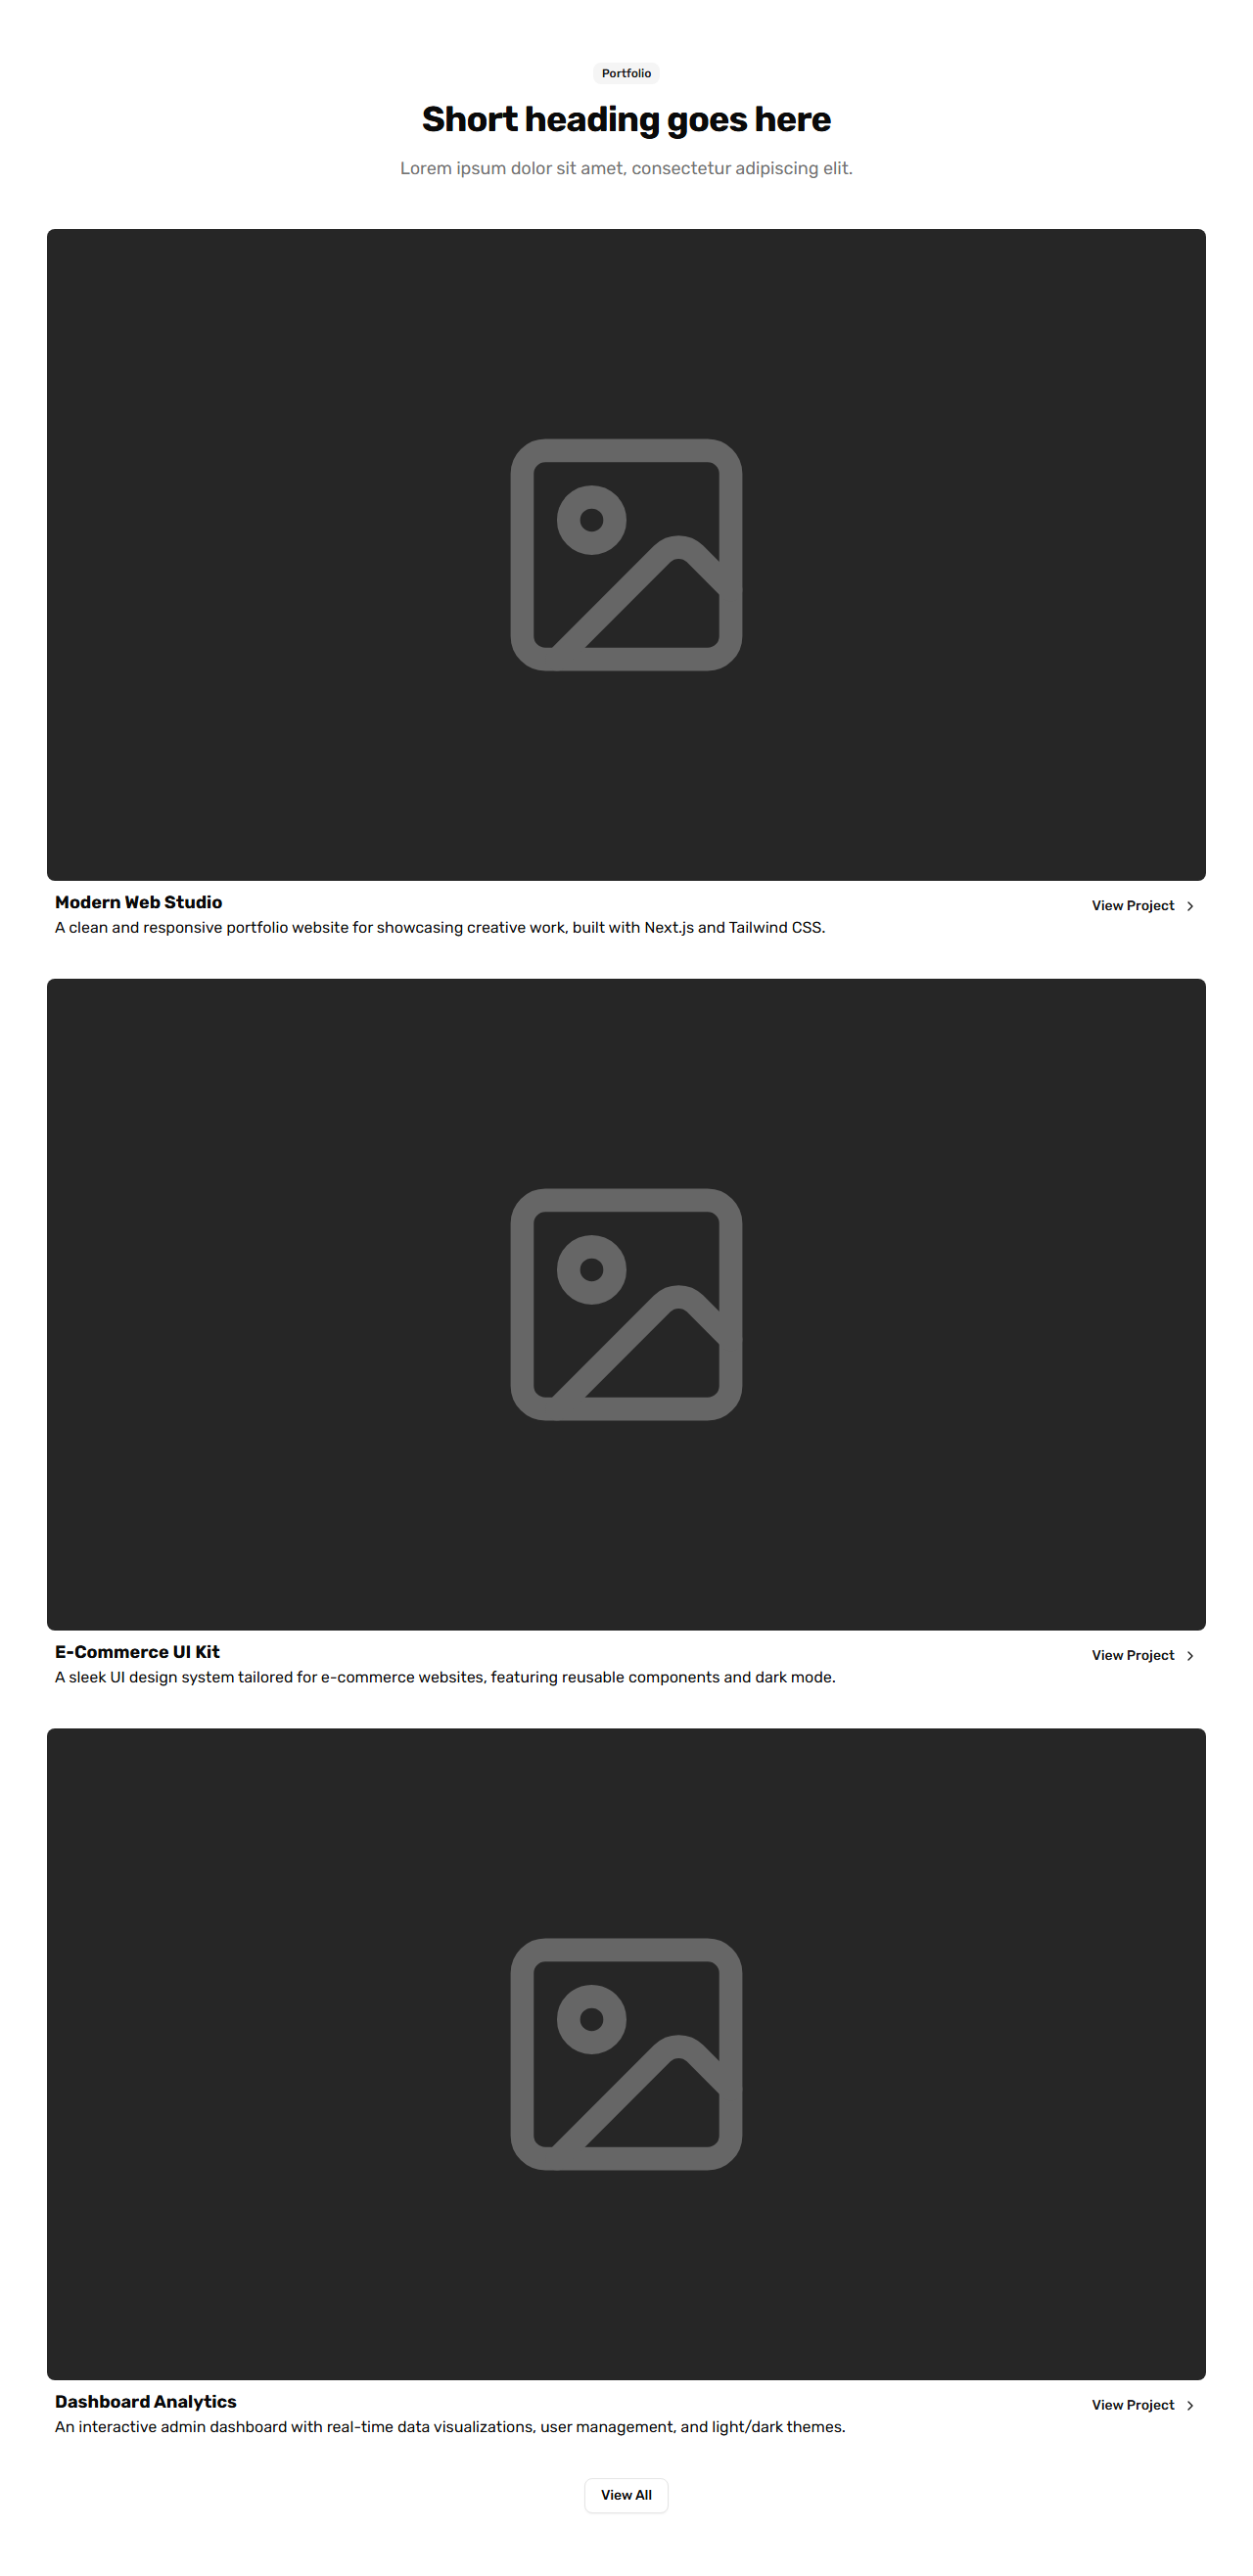 Portfolio
Short heading goes here
Lorem ipsum dolor sit amet, consectetur adipiscing elit.
Modern Web Studio
View Project
A clean and responsive portfolio website for showcasing creative work, built with Next.js and Tailwind CSS.
E-Commerce UI Kit
View Project
A sleek UI design system tailored for e-commerce websites, featuring reusable components and dark mode.
Dashboard Analytics
View Project
An interactive admin dashboard with real-time data visualizations, user management, and light/dark themes.
View All